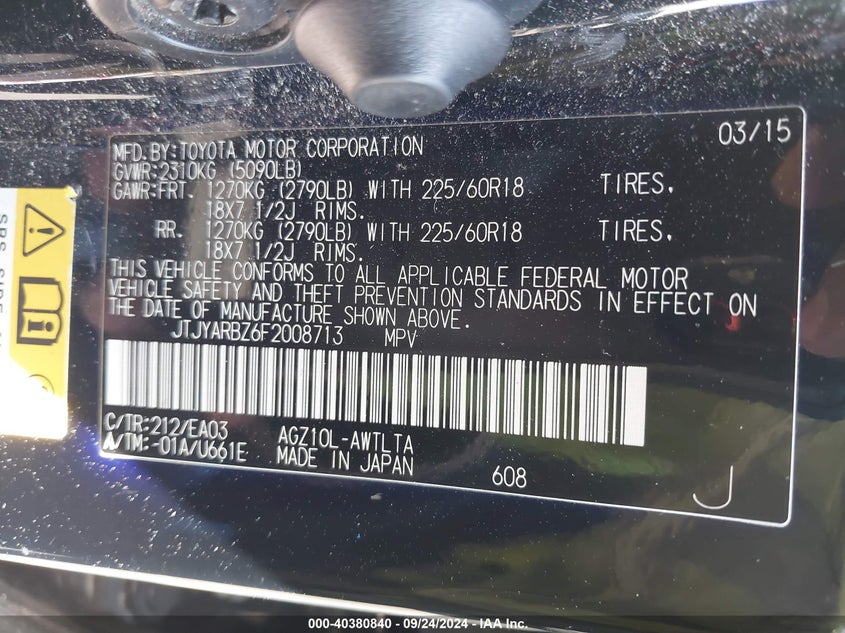 03/15
MFD.BY:TOYOTA MOTOR CORPORATION
GVWR:2310KG (5090LB)
GAWR:FRT. 1270KG (2790LB) WITH 225/60R18 TIRES,
18X7 1/2J RIMS.
RR. 1270KG (2790LB) WITH 225/60R18 TIRES,
18X7 1/2J RIMS.
THIS VEHICLE CONFORMS TO ALL APPLICABLE FEDERAL MOTOR
VEHICLE SAFETY AND THEFT PREVENTION STANDARDS IN EFFECT ON
THE DATE OF MANUFACTURE SHOWN ABOVE.
JTJYARBZ6F2008713 MPV
C/TR:212/EA03 AGZ10L-AWTLTA
A/TM:-01A/U661E MADE IN JAPAN
608
J
SRS SIDE
000-40380840 - 09/24/2024 - IAA Inc.